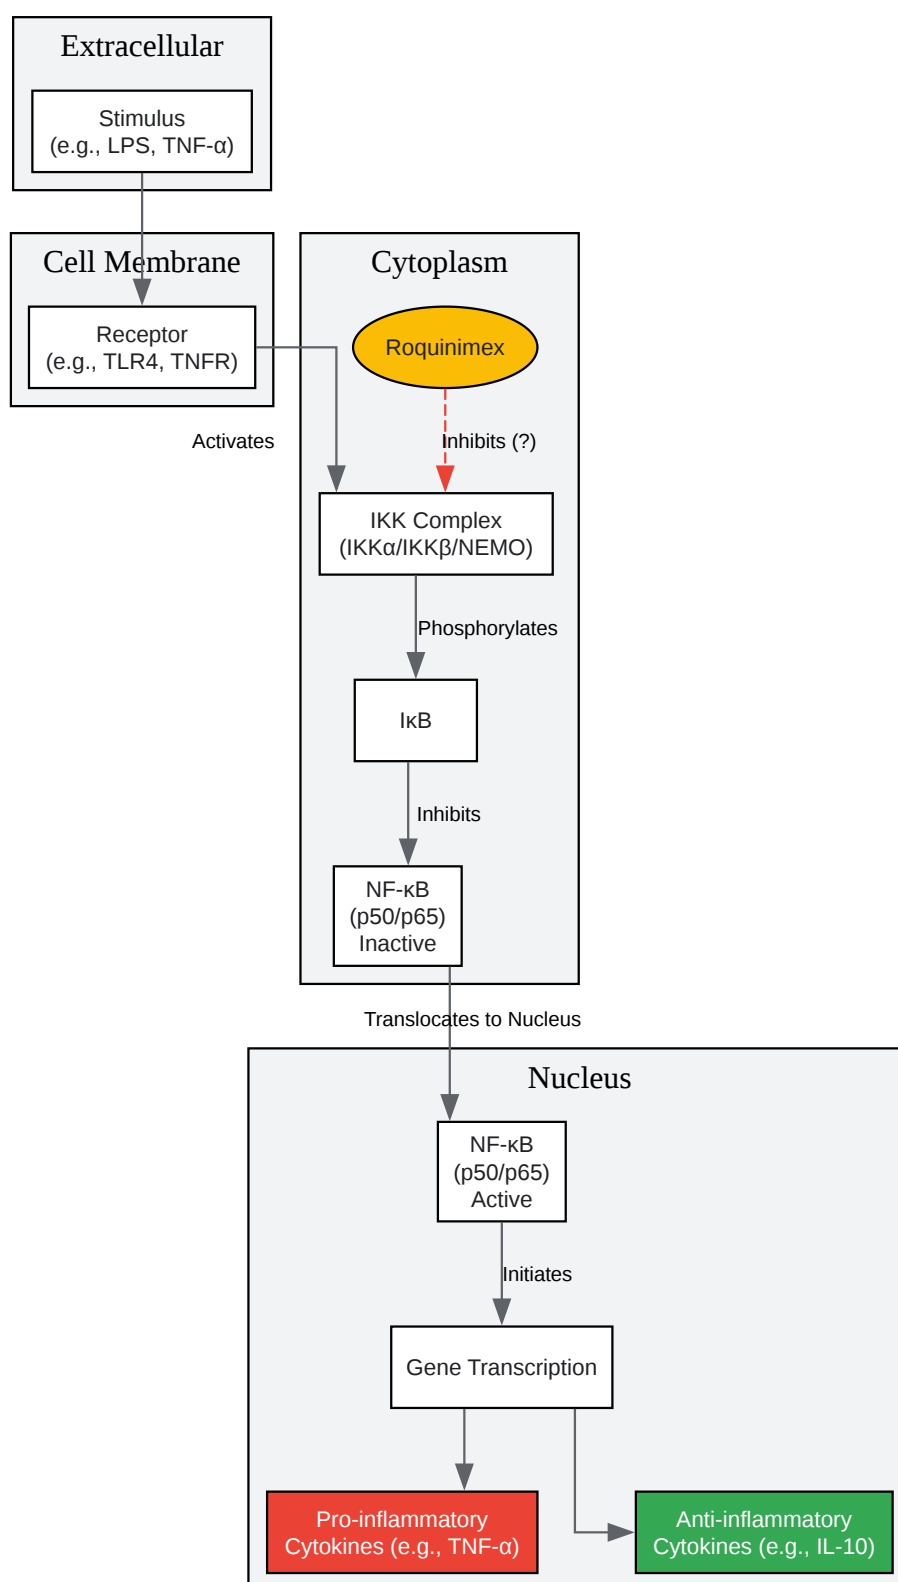 Extracellular
Stimulus
(e.g., LPS, TNF-α)
Cell Membrane
Receptor
(e.g., TLR4, TNFR)
Activates
Cytoplasm
Roquinimex
Inhibits (?)
IKK Complex
(IKKα/IKKβ/NEMO)
Phosphorylates
IκB
Inhibits
NF-κB
(p50/p65)
Inactive
Translocates to Nucleus
Nucleus
NF-κB
(p50/p65)
Active
Initiates
Gene Transcription
Pro-inflammatory
Cytokines (e.g., TNF-α)
Anti-inflammatory
Cytokines (e.g., IL-10)